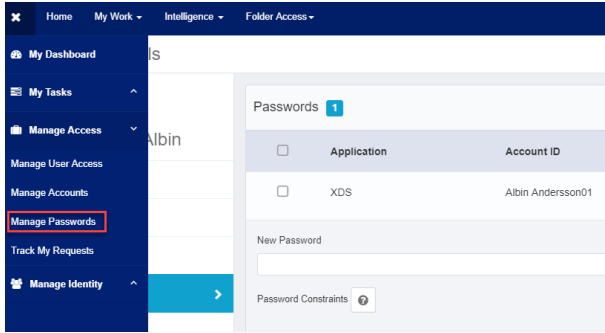 Home My Work Intelligence Folder Access
My Dashboard
ls
My Tasks
Passwords 1
Manage Access
Albin
Application Account ID
Manage User Access
Manage Accounts
XDS Albin Andersson01
Manage Passwords
New Password
Track My Requests
Manage Identity
Password Constraints ?